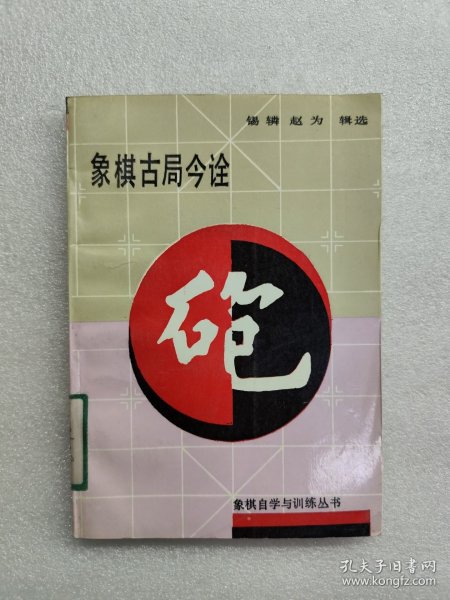 锡辚 赵为 辑选
象棋古局今诠
砲
象棋自学与训练丛书
孔夫子旧书网
www.kongfz.com